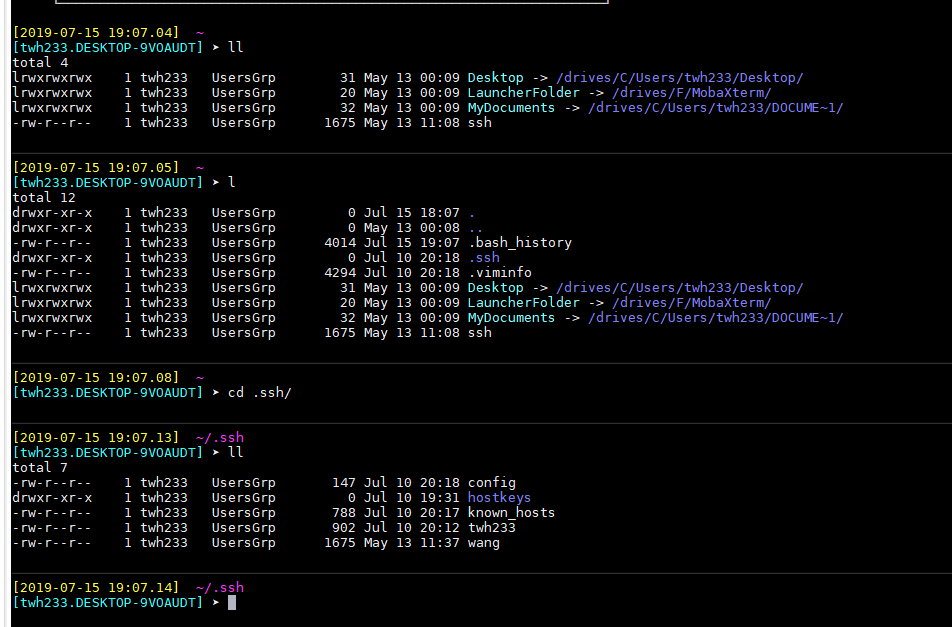 [2019-07-15 19:07.04]  ~
[twh233.DESKTOP-9VOAUDT] ➤ ll
total 4
lrwxrwxrwx    1 twh233   UsersGrp        31 May 13 00:09 Desktop -> /drives/C/Users/twh233/Desktop/
lrwxrwxrwx    1 twh233   UsersGrp        20 May 13 00:09 LauncherFolder -> /drives/F/MobaXterm/
lrwxrwxrwx    1 twh233   UsersGrp        32 May 13 00:09 MyDocuments -> /drives/C/Users/twh233/DOCUME~1/
-rw-r--r--    1 twh233   UsersGrp      1675 May 13 11:08 ssh
[2019-07-15 19:07.05]  ~
[twh233.DESKTOP-9VOAUDT] ➤ l
total 12
drwxr-xr-x    1 twh233   UsersGrp         0 Jul 15 18:07 .
drwxr-xr-x    1 twh233   UsersGrp         0 May 13 00:08 ..
-rw-r--r--    1 twh233   UsersGrp      4014 Jul 15 19:07 .bash_history
drwxr-xr-x    1 twh233   UsersGrp         0 Jul 10 20:18 .ssh
-rw-r--r--    1 twh233   UsersGrp      4294 Jul 10 20:18 .viminfo
lrwxrwxrwx    1 twh233   UsersGrp        31 May 13 00:09 Desktop -> /drives/C/Users/twh233/Desktop/
lrwxrwxrwx    1 twh233   UsersGrp        20 May 13 00:09 LauncherFolder -> /drives/F/MobaXterm/
lrwxrwxrwx    1 twh233   UsersGrp        32 May 13 00:09 MyDocuments -> /drives/C/Users/twh233/DOCUME~1/
-rw-r--r--    1 twh233   UsersGrp      1675 May 13 11:08 ssh
[2019-07-15 19:07.08]  ~
[twh233.DESKTOP-9VOAUDT] ➤ cd .ssh/
[2019-07-15 19:07.13]  ~/.ssh
[twh233.DESKTOP-9VOAUDT] ➤ ll
total 7
-rw-r--r--    1 twh233   UsersGrp       147 Jul 10 20:18 config
drwxr-xr-x    1 twh233   UsersGrp         0 Jul 10 19:31 hostkeys
-rw-r--r--    1 twh233   UsersGrp       788 Jul 10 20:17 known_hosts
-rw-r--r--    1 twh233   UsersGrp       902 Jul 10 20:12 twh233
-rw-r--r--    1 twh233   UsersGrp      1675 May 13 11:37 wang
[2019-07-15 19:07.14]  ~/.ssh
[twh233.DESKTOP-9VOAUDT] ➤